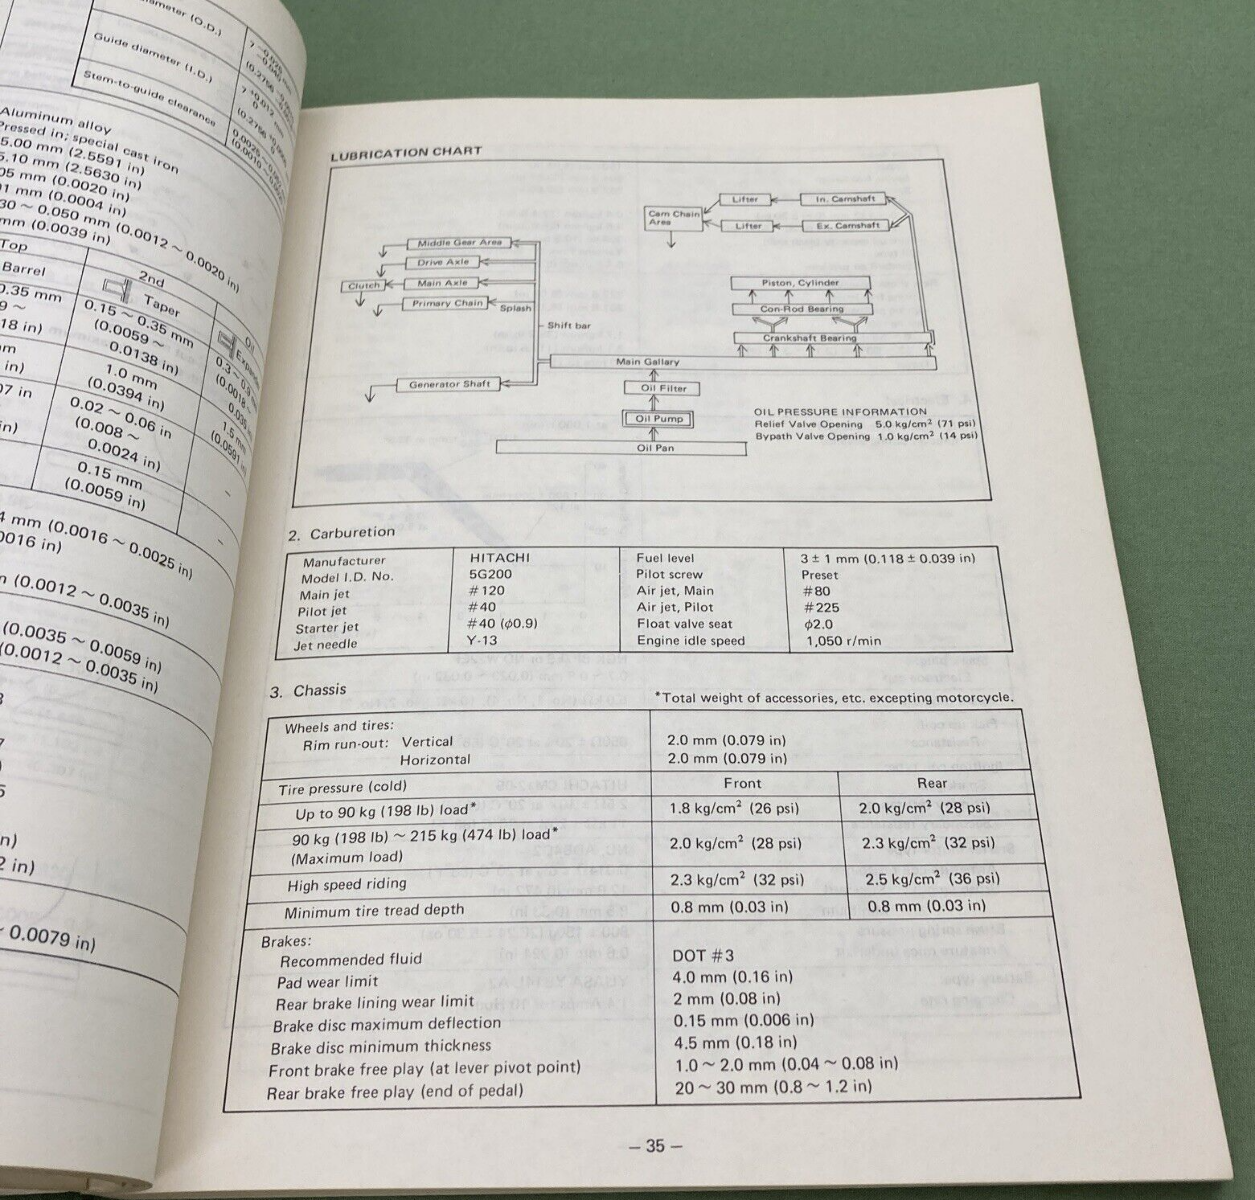 ameter (O.D.)
Guide diameter (I.D.)
Stem-to-guide clearance
Aluminum alloy
Pressed in; special cast iron
5.00 mm (2.5591 in)
5.10 mm (2.5630 in)
05 mm (0.0020 in)
01 mm (0.0004 in)
30 ~ 0.050 mm (0.0012 ~ 0.0020 in)
mm (0.0039 in)
Top
2nd
Oil
Barrel
Taper
0.35 mm
0.15 ~ 0.35 mm
9 ~
(0.0059 ~
18 in)
0.0138 in)
1.0 mm
in)
(0.0394 in)
07 in
0.02 ~ 0.06 in
(0.008 ~
in)
0.0024 in)
0.15 mm
(0.0059 in)
4 mm (0.0016 ~ 0.0025 in)
0016 in)
n (0.0012 ~ 0.0035 in)
(0.0035 ~ 0.0059 in)
(0.0012 ~ 0.0035 in)
n)
2 in)
~ 0.0079 in)
LUBRICATION CHART
Lifter
In. Camshaft
Cam Chain
Area
Lifter
Ex. Camshaft
Middle Gear Area
Drive Axle
Clutch
Main Axle
Primary Chain
Splash
Shift bar
Piston, Cylinder
Con-Rod Bearing
Crankshaft Bearing
Main Gallary
Generator Shaft
Oil Filter
Oil Pump
Oil Pan
OIL PRESSURE INFORMATION
Relief Valve Opening 5.0 kg/cm² (71 psi)
Bypath Valve Opening 1.0 kg/cm² (14 psi)
2. Carburetion
Manufacturer HITACHI Fuel level 3 ± 1 mm (0.118 ± 0.039 in)
Model I.D. No. 5G200 Pilot screw Preset
Main jet #120 Air jet, Main #80
Pilot jet #40 Air jet, Pilot #225
Starter jet #40 (φ0.9) Float valve seat φ2.0
Jet needle Y-13 Engine idle speed 1,050 r/min
3. Chassis
*Total weight of accessories, etc. excepting motorcycle.
Wheels and tires:
Rim run-out: Vertical 2.0 mm (0.079 in)
Horizontal 2.0 mm (0.079 in)
Tire pressure (cold) Front Rear
Up to 90 kg (198 lb) load* 1.8 kg/cm² (26 psi) 2.0 kg/cm² (28 psi)
90 kg (198 lb) ~ 215 kg (474 lb) load* 2.0 kg/cm² (28 psi) 2.3 kg/cm² (32 psi)
(Maximum load)
High speed riding 2.3 kg/cm² (32 psi) 2.5 kg/cm² (36 psi)
Minimum tire tread depth 0.8 mm (0.03 in) 0.8 mm (0.03 in)
Brakes:
Recommended fluid DOT #3
Pad wear limit 4.0 mm (0.16 in)
Rear brake lining wear limit 2 mm (0.08 in)
Brake disc maximum deflection 0.15 mm (0.006 in)
Brake disc minimum thickness 4.5 mm (0.18 in)
Front brake free play (at lever pivot point) 1.0 ~ 2.0 mm (0.04 ~ 0.08 in)
Rear brake free play (end of pedal) 20 ~ 30 mm (0.8 ~ 1.2 in)
– 35 –